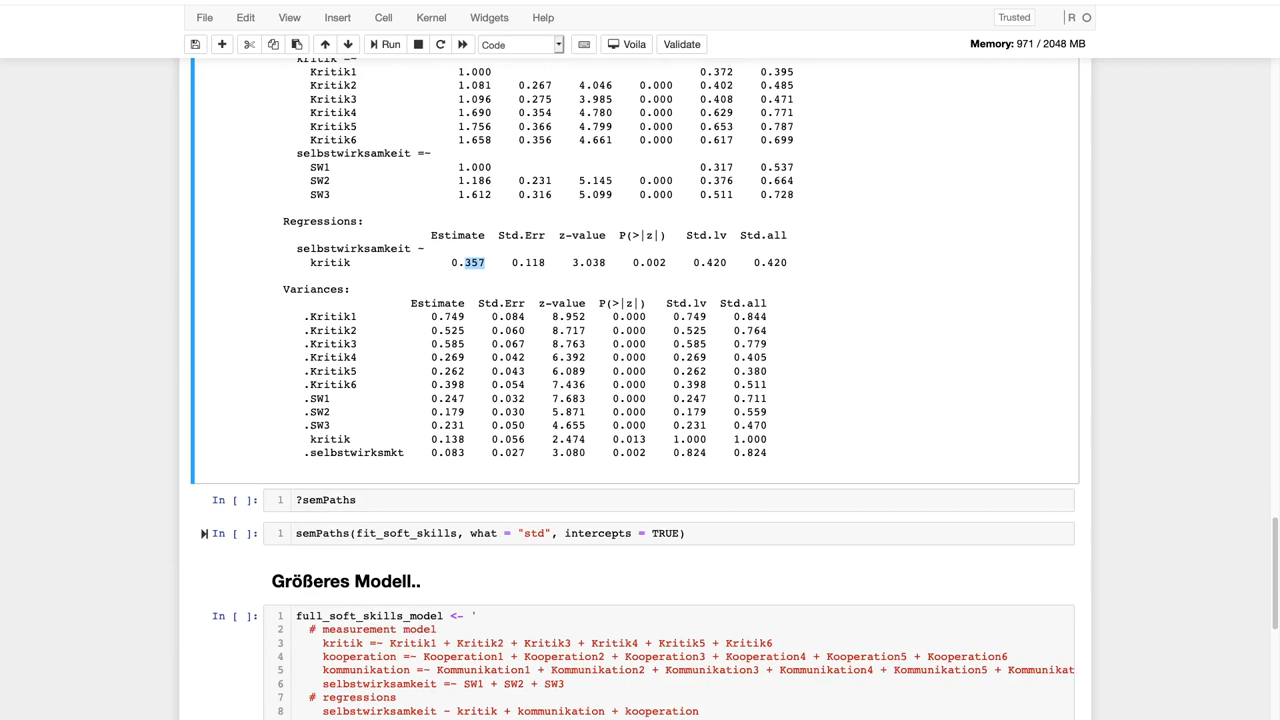 File Edit View Insert Cell Kernel Widgets Help Trusted R
Run Code Voila Validate Memory: 971 / 2048 MB
Kritik =~
Kritik1 1.000 0.372 0.395
Kritik2 1.081 0.267 4.046 0.000 0.402 0.485
Kritik3 1.096 0.275 3.985 0.000 0.408 0.471
Kritik4 1.690 0.354 4.780 0.000 0.629 0.771
Kritik5 1.756 0.366 4.799 0.000 0.653 0.787
Kritik6 1.658 0.356 4.661 0.000 0.617 0.699
selbstwirksamkeit =~
SW1 1.000 0.317 0.537
SW2 1.186 0.231 5.145 0.000 0.376 0.664
SW3 1.612 0.316 5.099 0.000 0.511 0.728
Regressions:
Estimate Std.Err z-value P(>|z|) Std.lv Std.all
selbstwirksamkeit ~
kritik 0.357 0.118 3.038 0.002 0.420 0.420
Variances:
Estimate Std.Err z-value P(>|z|) Std.lv Std.all
.Kritik1 0.749 0.084 8.952 0.000 0.749 0.844
.Kritik2 0.525 0.060 8.717 0.000 0.525 0.764
.Kritik3 0.585 0.067 8.763 0.000 0.585 0.779
.Kritik4 0.269 0.042 6.392 0.000 0.269 0.405
.Kritik5 0.262 0.043 6.089 0.000 0.262 0.380
.Kritik6 0.398 0.054 7.436 0.000 0.398 0.511
.SW1 0.247 0.032 7.683 0.000 0.247 0.711
.SW2 0.179 0.030 5.871 0.000 0.179 0.559
.SW3 0.231 0.050 4.655 0.000 0.231 0.470
kritik 0.138 0.056 2.474 0.013 1.000 1.000
.selbstwirksmkt 0.083 0.027 3.080 0.002 0.824 0.824
In [ ]: 1 ?semPaths
In [ ]: 1 semPaths(fit_soft_skills, what = "std", intercepts = TRUE)
Größeres Modell..
In [ ]: 1 full_soft_skills_model <- '
2 # measurement model
3 kritik =~ Kritik1 + Kritik2 + Kritik3 + Kritik4 + Kritik5 + Kritik6
4 kooperation =~ Kooperation1 + Kooperation2 + Kooperation3 + Kooperation4 + Kooperation5 + Kooperation6
5 kommunikation =~ Kommunikation1 + Kommunikation2 + Kommunikation3 + Kommunikation4 + Kommunikation5 + Kommunikat
6 selbstwirksamkeit =~ SW1 + SW2 + SW3
7 # regressions
8 selbstwirksamkeit ~ kritik + kommunikation + kooperation